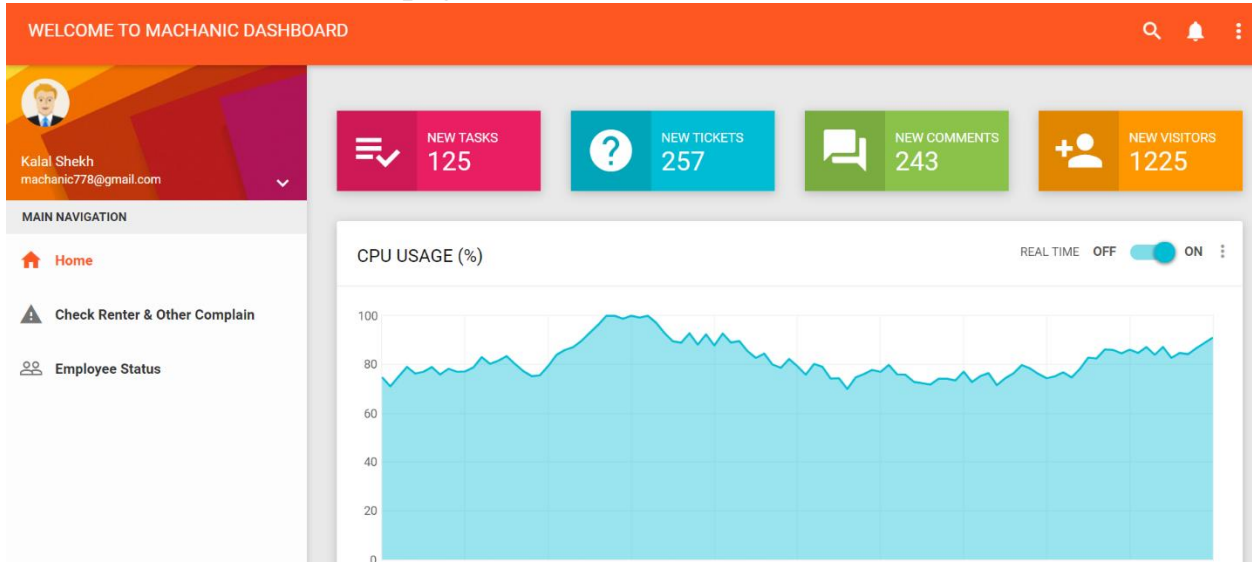 WELCOME TO MACHANIC DASHBOARD
Kalal Shekh
machanic778@gmail.com
MAIN NAVIGATION
Home
Check Renter & Other Complain
Employee Status
NEW TASKS
125
NEW TICKETS
257
NEW COMMENTS
243
NEW VISITORS
1225
CPU USAGE (%)
REAL TIME OFF ON
100
80
60
40
20
0